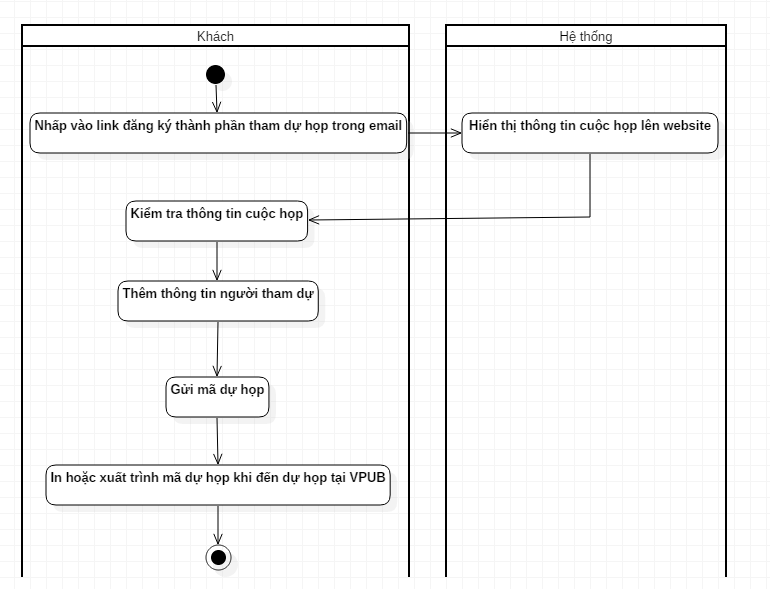 Khách
Hệ thống
Nhấp vào link đăng ký thành phần tham dự họp trong email
Hiển thị thông tin cuộc họp lên website
Kiểm tra thông tin cuộc họp
Thêm thông tin người tham dự
Gửi mã dự họp
In hoặc xuất trình mã dự họp khi đến dự họp tại VPUB